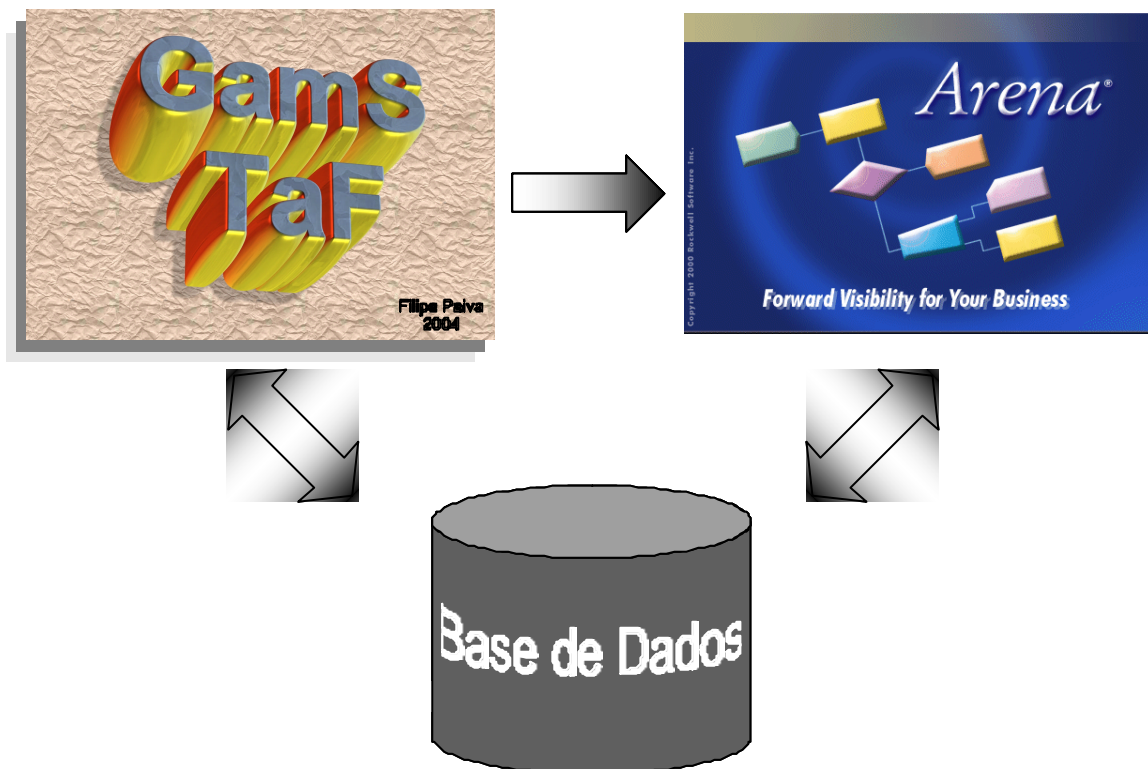 GamS
TaF
Filipe Paiva
2004
Arena®
Copyright 2000 Rockwell Software Inc.
Forward Visibility for Your Business
Base de Dados